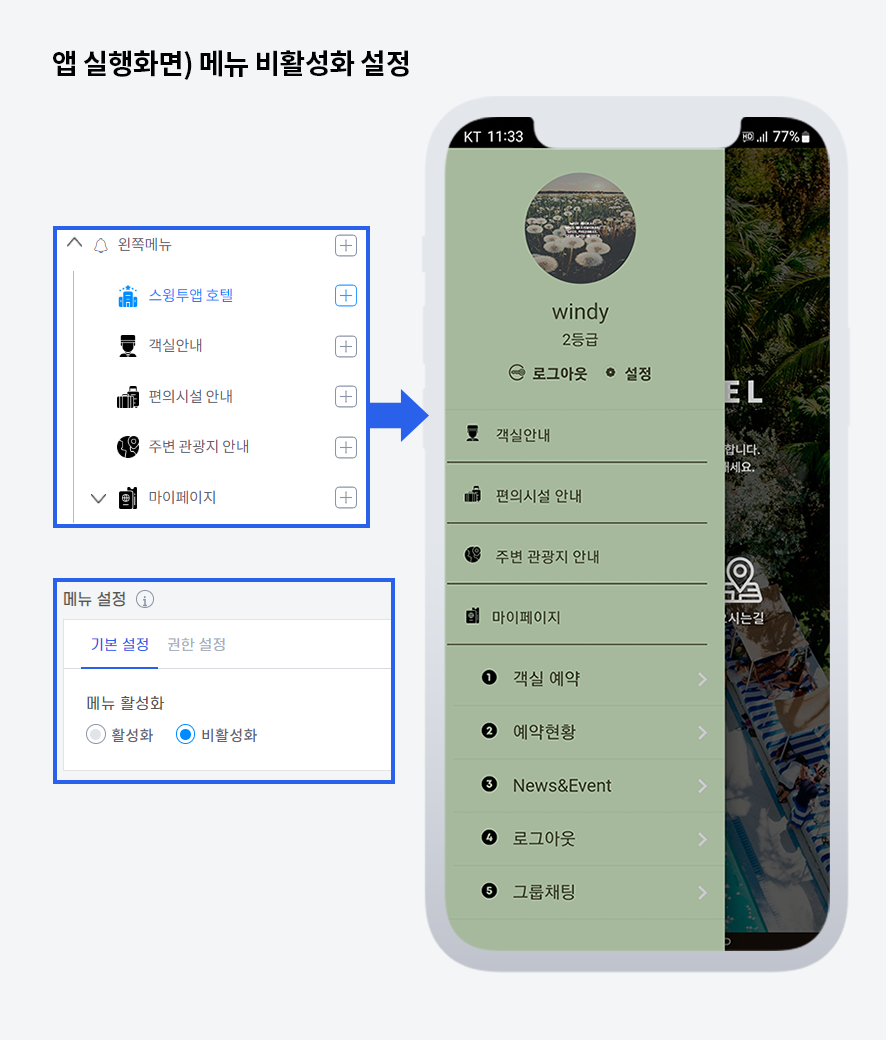 앱 실행화면) 메뉴 비활성화 설정
왼쪽메뉴
스윙투앱 호텔
객실안내
편의시설 안내
주변 관광지 안내
마이페이지
메뉴 설정
기본 설정 권한 설정
메뉴 활성화
활성화 비활성화
KT 11:33
HD 77%
windy
2등급
로그아웃 설정
객실안내
편의시설 안내
주변 관광지 안내
마이페이지
1 객실 예약
2 예약현황
3 News&Event
4 로그아웃
5 그룹채팅
EL
합니다.
세요.
시는길